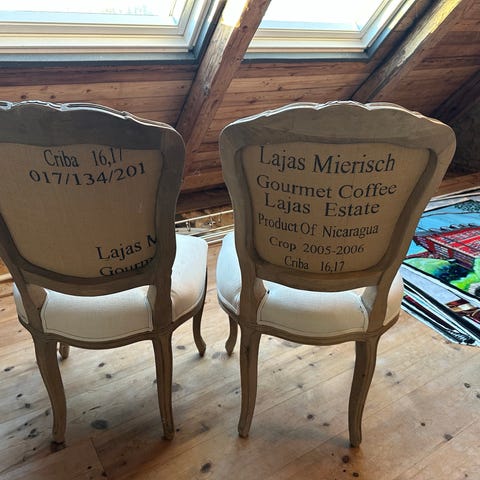 Criba 16,17
017/134/201
Lajas M
Gourm
Lajas Mierisch
Gourmet Coffee
Lajas Estate
Product Of Nicaragua
Crop 2005-2006
Criba 16,17